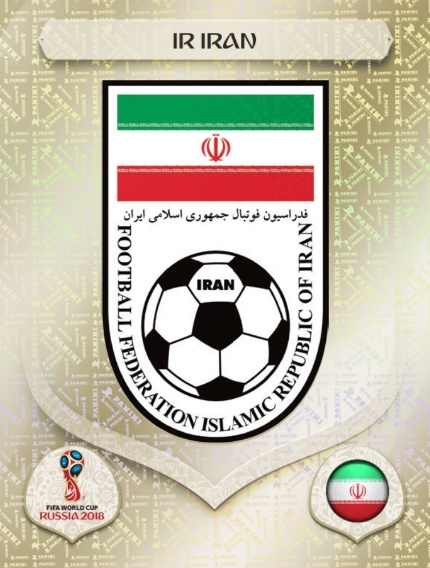 IR IRAN
فدراسیون فوتبال جمهوری اسلامی ایران
FOOTBALL FEDERATION ISLAMIC REPUBLIC OF IRAN
IRAN
FIFA WORLD CUP
RUSSIA 2018
PANINI